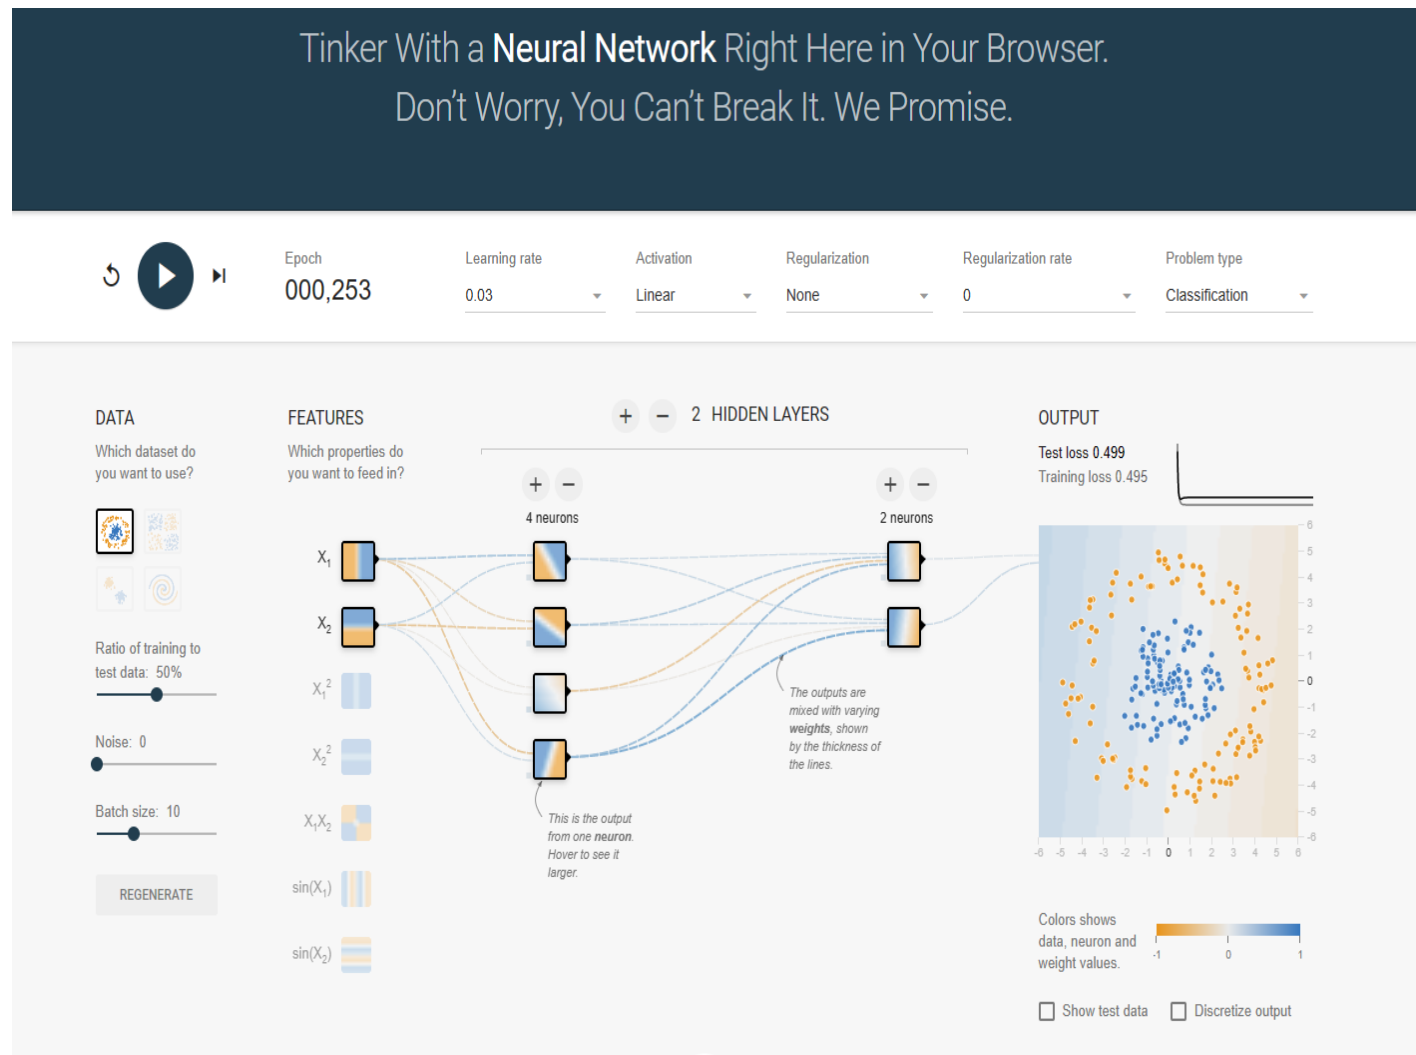 Tinker With a Neural Network Right Here in Your Browser.
Don't Worry, You Can't Break It. We Promise.
Epoch
000,253
Learning rate
0.03
Activation
Linear
Regularization
None
Regularization rate
0
Problem type
Classification
DATA
Which dataset do
you want to use?
Ratio of training to
test data: 50%
Noise: 0
Batch size: 10
REGENERATE
FEATURES
Which properties do
you want to feed in?
X₁
X₂
X₁²
X₂²
X₁X₂
sin(X₁)
sin(X₂)
+ − 2 HIDDEN LAYERS
+ −
4 neurons
+ −
2 neurons
This is the output
from one neuron.
Hover to see it
larger.
The outputs are
mixed with varying
weights, shown
by the thickness of
the lines.
OUTPUT
Test loss 0.499
Training loss 0.495
6
5
4
3
2
1
0
-1
-2
-3
-4
-5
-6
-6 -5 -4 -3 -2 -1 0 1 2 3 4 5 6
Colors shows
data, neuron and
weight values.
-1 0 1
Show test data
Discretize output